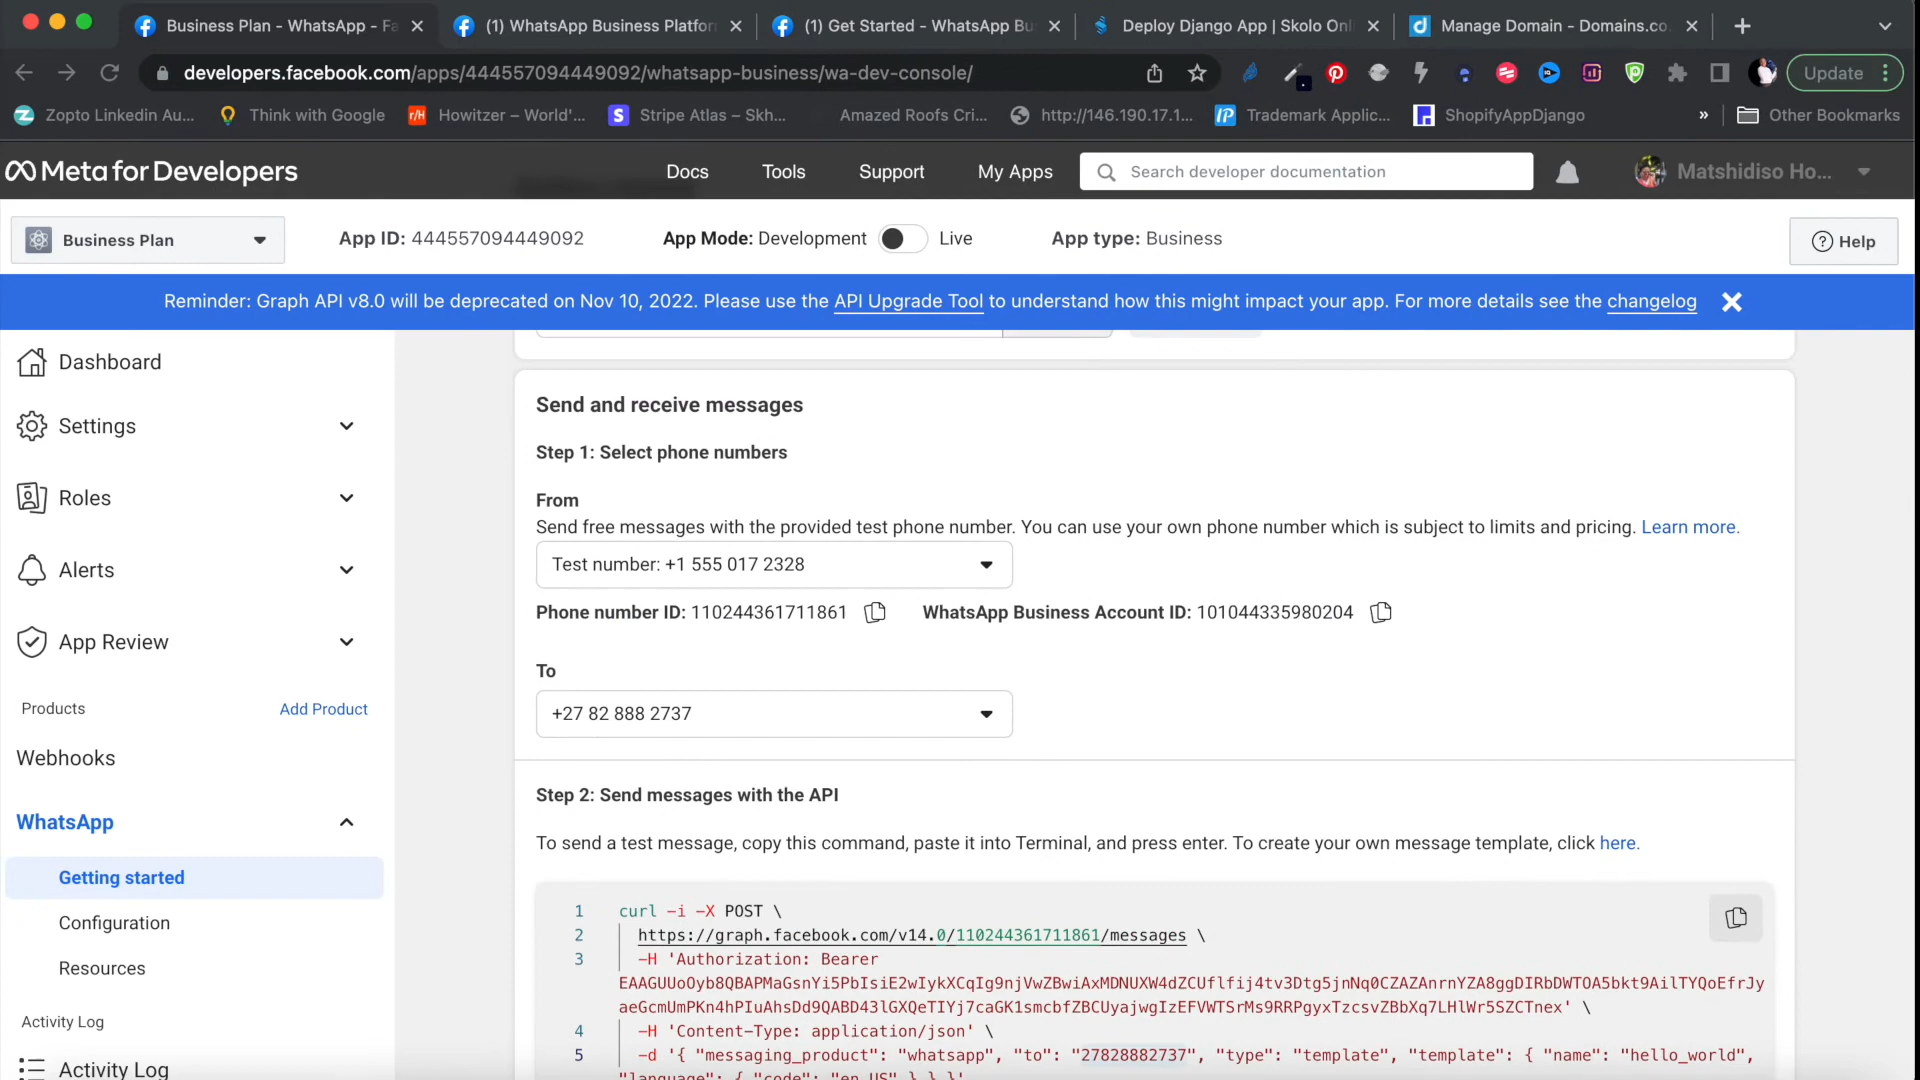 Business Plan - WhatsApp - Fa
(1) WhatsApp Business Platfor
(1) Get Started - WhatsApp Bu
Deploy Django App | Skolo Onl
Manage Domain - Domains.co.
developers.facebook.com/apps/444557094449092/whatsapp-business/wa-dev-console/
Update
Zopto Linkedin Au...
Think with Google
Howitzer – World'...
Stripe Atlas – Skh...
Amazed Roofs Cri...
http://146.190.17.1...
Trademark Applic...
ShopifyAppDjango
»
Other Bookmarks
Meta for Developers
Docs
Tools
Support
My Apps
Search developer documentation
Matshidiso Ho...
Business Plan
App ID: 444557094449092
App Mode: Development
Live
App type: Business
Help
Reminder: Graph API v8.0 will be deprecated on Nov 10, 2022. Please use the API Upgrade Tool to understand how this might impact your app. For more details see the changelog
Dashboard
Settings
Roles
Alerts
App Review
Products
Add Product
Webhooks
WhatsApp
Getting started
Configuration
Resources
Activity Log
Activity Log
Send and receive messages
Step 1: Select phone numbers
From
Send free messages with the provided test phone number. You can use your own phone number which is subject to limits and pricing. Learn more.
Test number: +1 555 017 2328
Phone number ID: 110244361711861
WhatsApp Business Account ID: 101044335980204
To
+27 82 888 2737
Step 2: Send messages with the API
To send a test message, copy this command, paste it into Terminal, and press enter. To create your own message template, click here.
1 curl -i -X POST \
2 https://graph.facebook.com/v14.0/110244361711861/messages \
3 -H 'Authorization: Bearer
EAAGUUoOyb8QBAPMaGsnYi5PbIsiE2wIykXCqIg9njVwZBwiAxMDNUXW4dZCUflfij4tv3Dtg5jnNq0CZAZAnrnYZA8ggDIRbDWTOA5bkt9AilTYQoEfrJy
aeGcmUmPKn4hPIuAhsDd9QABD43lGXQeTIYj7caGK1smcbfZBCUyajwgIzEFVWTSrMs9RRPgyxTzcsvZBbXq7LHlWr5SZCTnex' \
4 -H 'Content-Type: application/json' \
5 -d '{ "messaging_product": "whatsapp", "to": "27828882737", "type": "template", "template": { "name": "hello_world",
"language": { "code": "en_US" } } }'